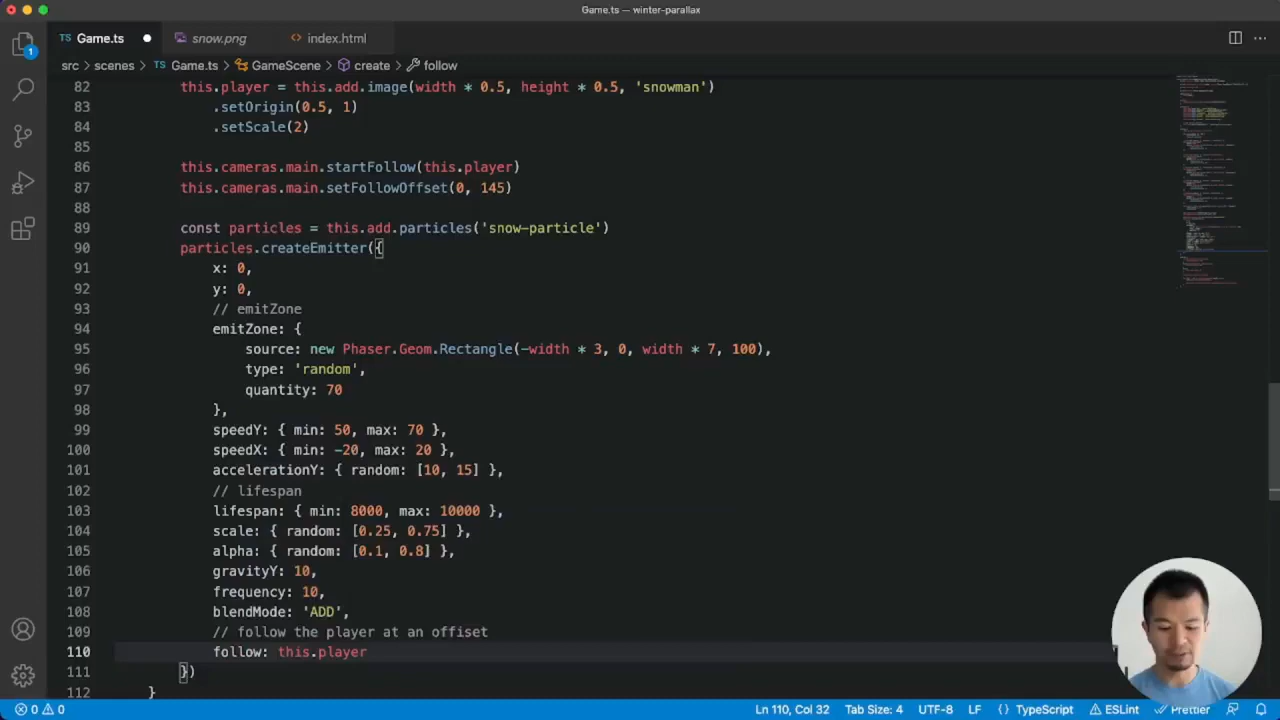 Game.ts — winter-parallax
TS Game.ts ● snow.png <> index.html
src > scenes > TS Game.ts > GameScene > create > follow
82 this.player = this.add.image(width * 0.5, height * 0.5, 'snowman')
83 .setOrigin(0.5, 1)
84 .setScale(2)
85
86 this.cameras.main.startFollow(this.player)
87 this.cameras.main.setFollowOffset(0, 145)
88
89 const particles = this.add.particles('snow-particle')
90 particles.createEmitter({
91 x: 0,
92 y: 0,
93 // emitZone
94 emitZone: {
95 source: new Phaser.Geom.Rectangle(-width * 3, 0, width * 7, 100),
96 type: 'random',
97 quantity: 70
98 },
99 speedY: { min: 50, max: 70 },
100 speedX: { min: -20, max: 20 },
101 accelerationY: { random: [10, 15] },
102 // lifespan
103 lifespan: { min: 8000, max: 10000 },
104 scale: { random: [0.25, 0.75] },
105 alpha: { random: [0.1, 0.8] },
106 gravityY: 10,
107 frequency: 10,
108 blendMode: 'ADD',
109 // follow the player at an offiset
110 follow: this.player
111 })
112 }
1
0 0 Ln 110, Col 32 Tab Size: 4 UTF-8 LF {} TypeScript ESLint Prettier